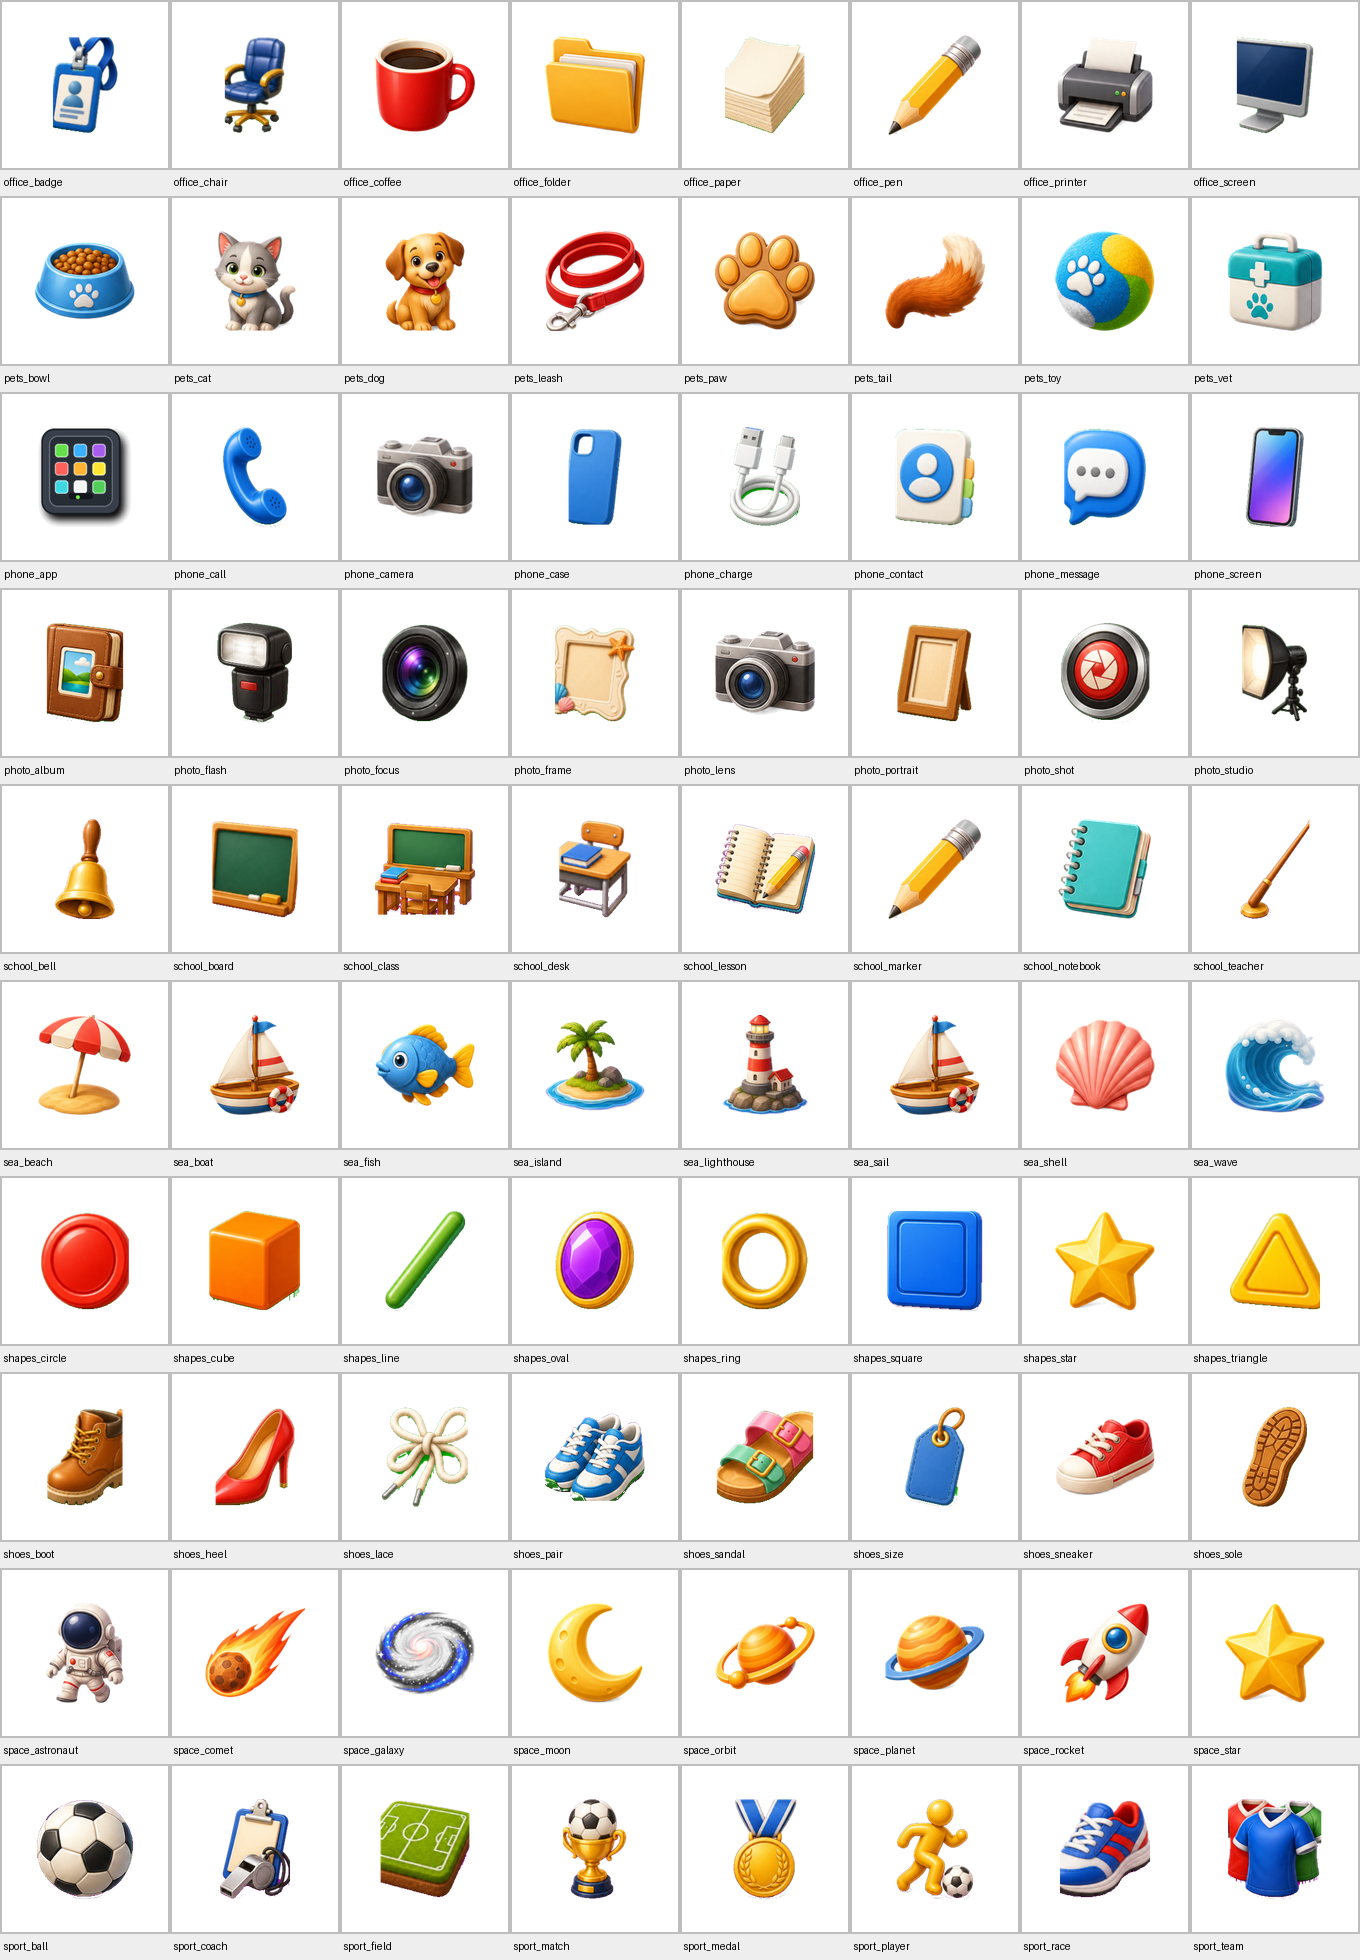 office_badge
office_chair
office_coffee
office_folder
office_paper
office_pen
office_printer
office_screen
pets_bowl
pets_cat
pets_dog
pets_leash
pets_paw
pets_tail
pets_toy
pets_vet
phone_app
phone_call
phone_camera
phone_case
phone_charge
phone_contact
phone_message
phone_screen
photo_album
photo_flash
photo_focus
photo_frame
photo_lens
photo_portrait
photo_shot
photo_studio
school_bell
school_board
school_class
school_desk
school_lesson
school_marker
school_notebook
school_teacher
sea_beach
sea_boat
sea_fish
sea_island
sea_lighthouse
sea_sail
sea_shell
sea_wave
shapes_circle
shapes_cube
shapes_line
shapes_oval
shapes_ring
shapes_square
shapes_star
shapes_triangle
shoes_boot
shoes_heel
shoes_lace
shoes_pair
shoes_sandal
shoes_size
shoes_sneaker
shoes_sole
space_astronaut
space_comet
space_galaxy
space_moon
space_orbit
space_planet
space_rocket
space_star
sport_ball
sport_coach
sport_field
sport_match
sport_medal
sport_player
sport_race
sport_team